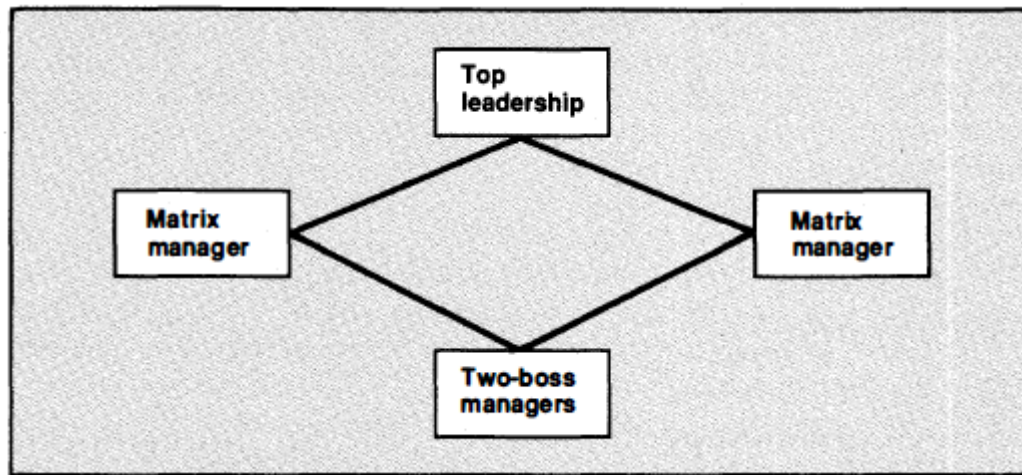 Top
leadership
Matrix
manager
Matrix
manager
Two-boss
managers